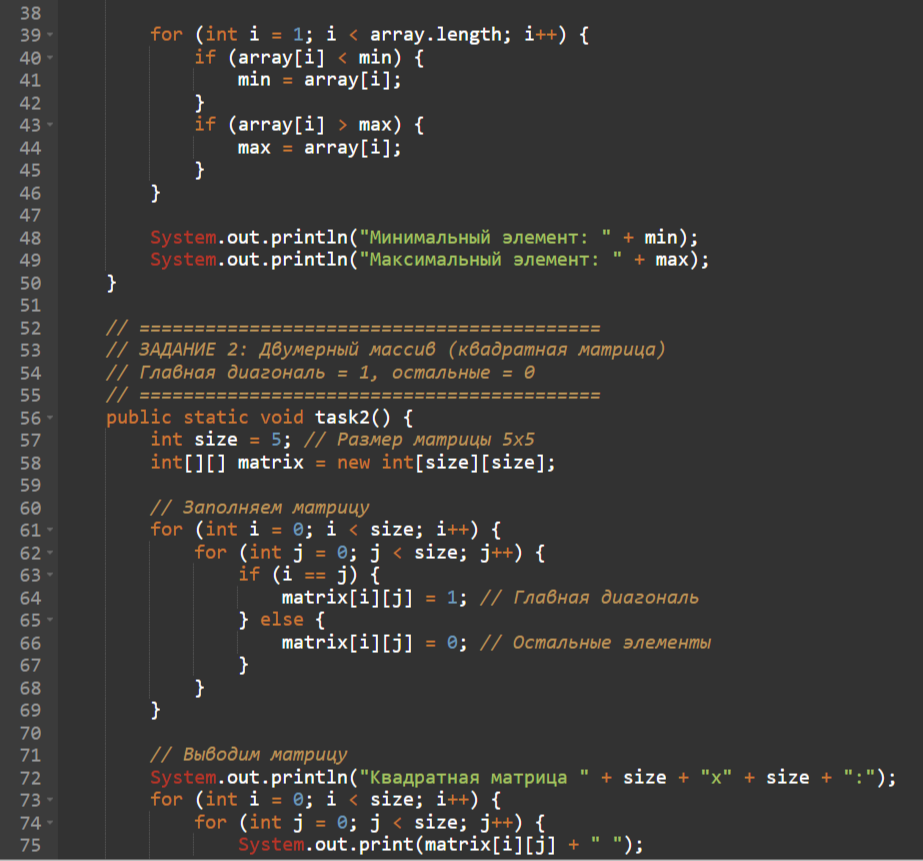 38
39 for (int i = 1; i < array.length; i++) {
40 if (array[i] < min) {
41 min = array[i];
42 }
43 if (array[i] > max) {
44 max = array[i];
45 }
46 }
47
48 System.out.println("Минимальный элемент: " + min);
49 System.out.println("Максимальный элемент: " + max);
50 }
51
52 // ==========================================
53 // ЗАДАНИЕ 2: Двумерный массив (квадратная матрица)
54 // Главная диагональ = 1, остальные = 0
55 // ==========================================
56 public static void task2() {
57 int size = 5; // Размер матрицы 5x5
58 int[][] matrix = new int[size][size];
59
60 // Заполняем матрицу
61 for (int i = 0; i < size; i++) {
62 for (int j = 0; j < size; j++) {
63 if (i == j) {
64 matrix[i][j] = 1; // Главная диагональ
65 } else {
66 matrix[i][j] = 0; // Остальные элементы
67 }
68 }
69 }
70
71 // Выводим матрицу
72 System.out.println("Квадратная матрица " + size + "x" + size + ":");
73 for (int i = 0; i < size; i++) {
74 for (int j = 0; j < size; j++) {
75 System.out.print(matrix[i][j] + " ");